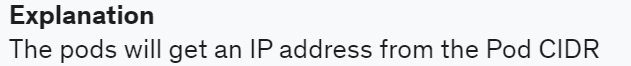 Explanation
The pods will get an IP address from the Pod CIDR